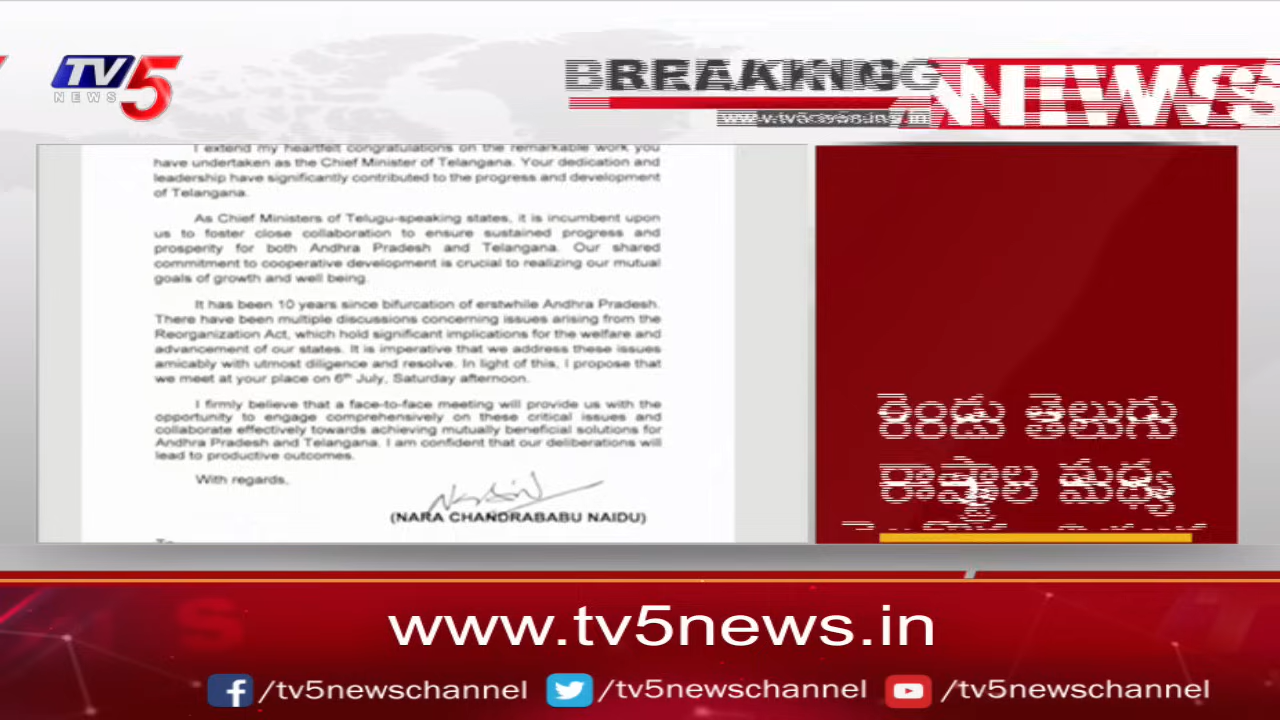 TV5
NEWS
BREAKING
NEWS
www.tv5news.in
I extend my heartfelt congratulations on the remarkable work you
have undertaken as the Chief Minister of Telangana. Your dedication and
leadership have significantly contributed to the progress and development
of Telangana.
As Chief Ministers of Telugu-speaking states, it is incumbent upon
us to foster close collaboration to ensure sustained progress and
prosperity for both Andhra Pradesh and Telangana. Our shared
commitment to cooperative development is crucial to realizing our mutual
goals of growth and well being.
It has been 10 years since bifurcation of erstwhile Andhra Pradesh.
There have been multiple discussions concerning issues arising from the
Reorganization Act, which hold significant implications for the welfare and
advancement of our states. It is imperative that we address these issues
amicably with utmost diligence and resolve. In light of this, I propose that
we meet at your place on 6th July, Saturday afternoon.
I firmly believe that a face-to-face meeting will provide us with the
opportunity to engage comprehensively on these critical issues and
collaborate effectively towards achieving mutually beneficial solutions for
Andhra Pradesh and Telangana. I am confident that our deliberations will
lead to productive outcomes.
With regards,
(NARA CHANDRABABU NAIDU)
రెండు తెలుగు
రాష్ట్రాల మధ్య
www.tv5news.in
/tv5newschannel /tv5newschannel /tv5newschannel